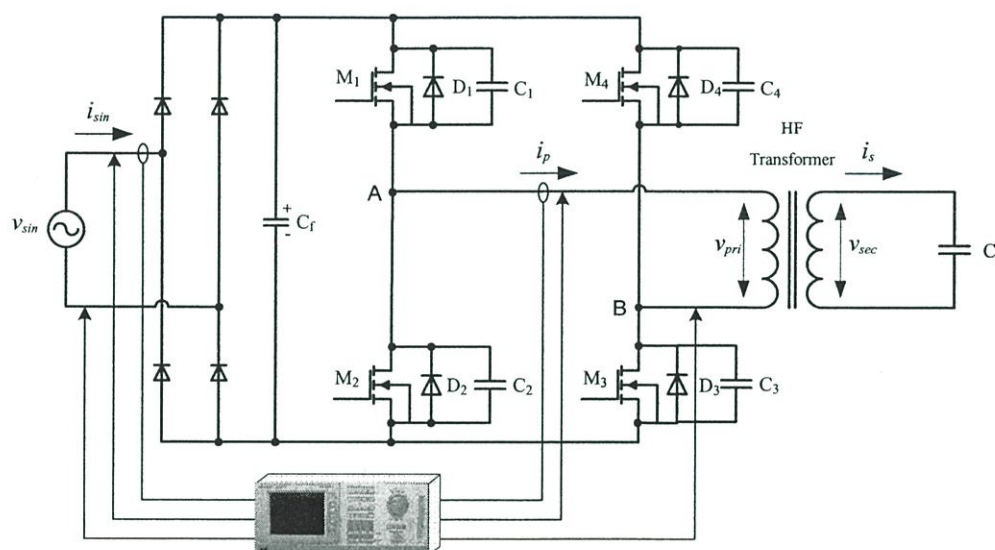 M1
D1
C1
M4
D4
C4
HF
Transformer
isin
ip
is
A
vsin
+
-
Cf
vpri
vsec
C
B
M2
D2
C2
M3
D3
C3